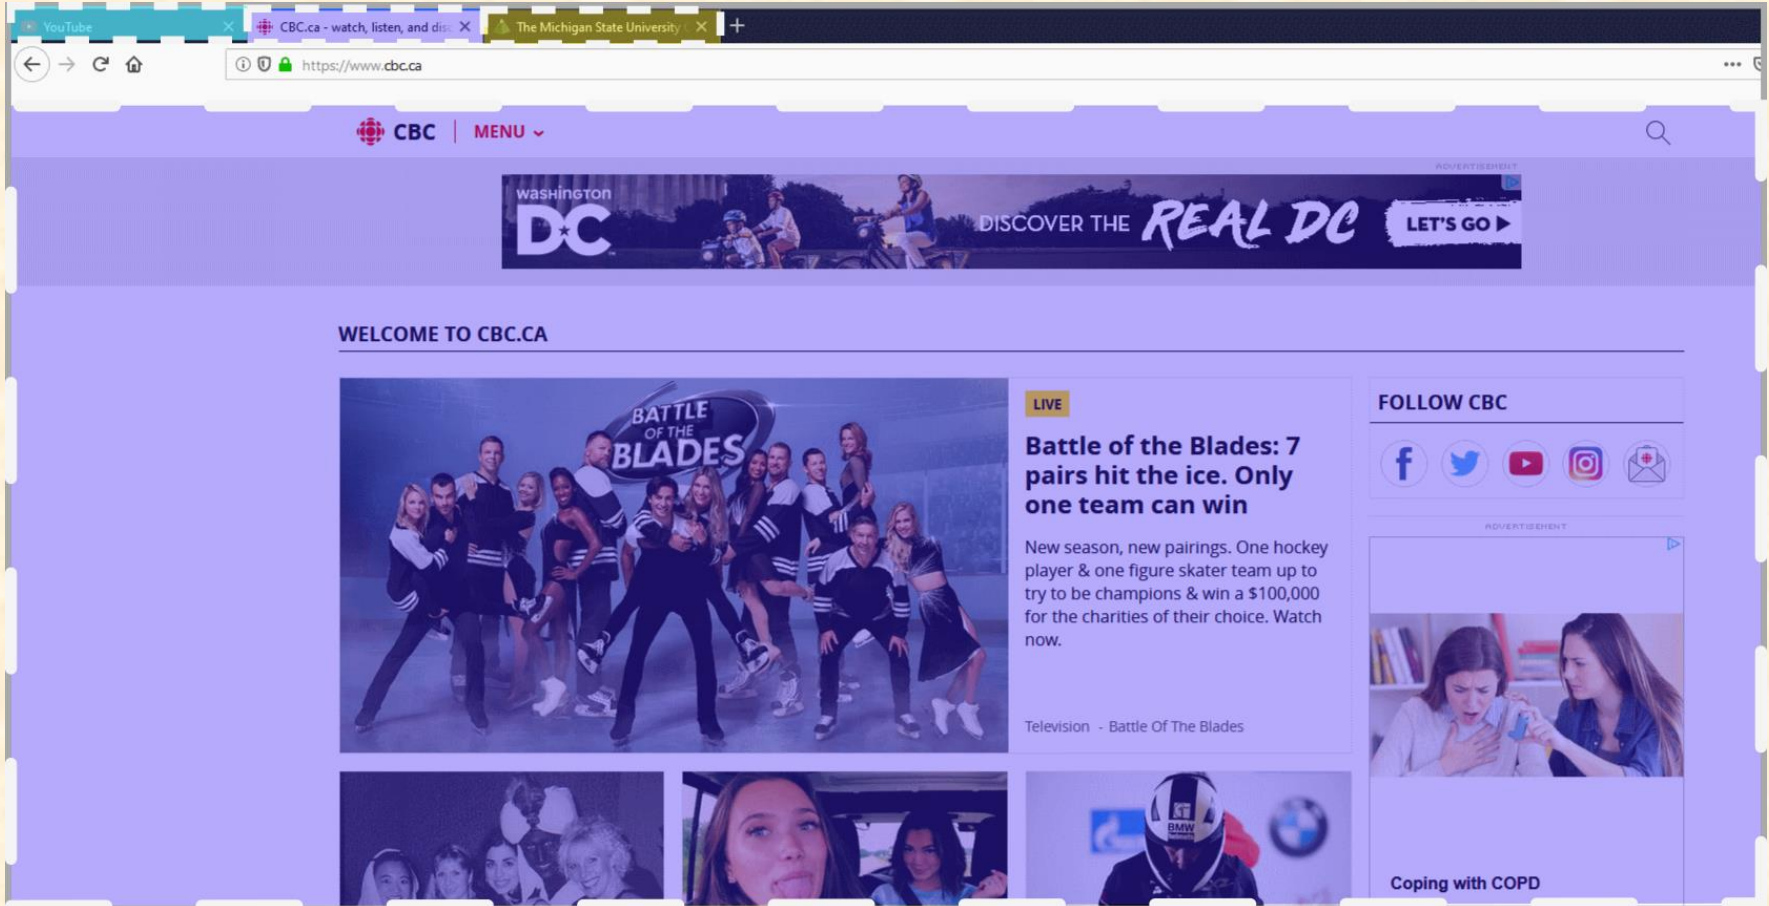 YouTube
CBC.ca - watch, listen, and disc
The Michigan State University
https://www.cbc.ca
CBC
MENU
ADVERTISEMENT
WASHINGTON
DC
DISCOVER THE REAL DC
LET'S GO
WELCOME TO CBC.CA
BATTLE
OF THE
BLADES
LIVE
Battle of the Blades: 7
pairs hit the ice. Only
one team can win
New season, new pairings. One hockey
player & one figure skater team up to
try to be champions & win a $100,000
for the charities of their choice. Watch
now.
Television - Battle Of The Blades
FOLLOW CBC
ADVERTISEMENT
BMW
Coping with COPD